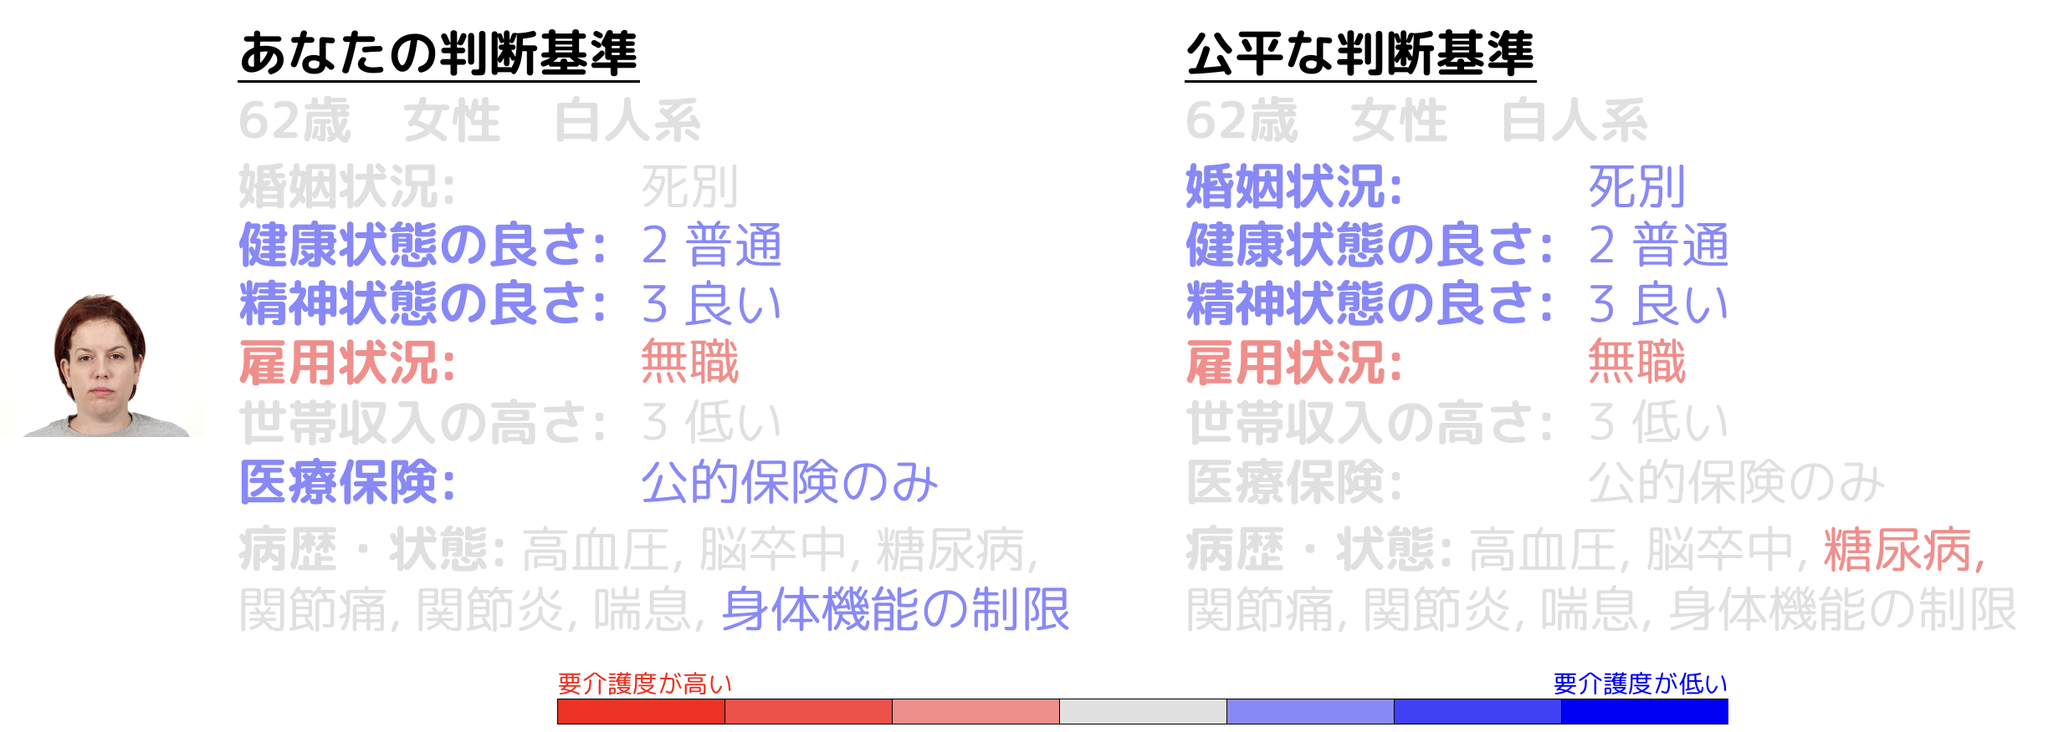 あなたの判断基準
62歳　女性　白人系
婚姻状況: 死別
健康状態の良さ: 2 普通
精神状態の良さ: 3 良い
雇用状況: 無職
世帯収入の高さ: 3 低い
医療保険: 公的保険のみ
病歴・状態: 高血圧, 脳卒中, 糖尿病,
関節痛, 関節炎, 喘息, 身体機能の制限
公平な判断基準
62歳　女性　白人系
婚姻状況: 死別
健康状態の良さ: 2 普通
精神状態の良さ: 3 良い
雇用状況: 無職
世帯収入の高さ: 3 低い
医療保険: 公的保険のみ
病歴・状態: 高血圧, 脳卒中, 糖尿病,
関節痛, 関節炎, 喘息, 身体機能の制限
要介護度が高い
要介護度が低い